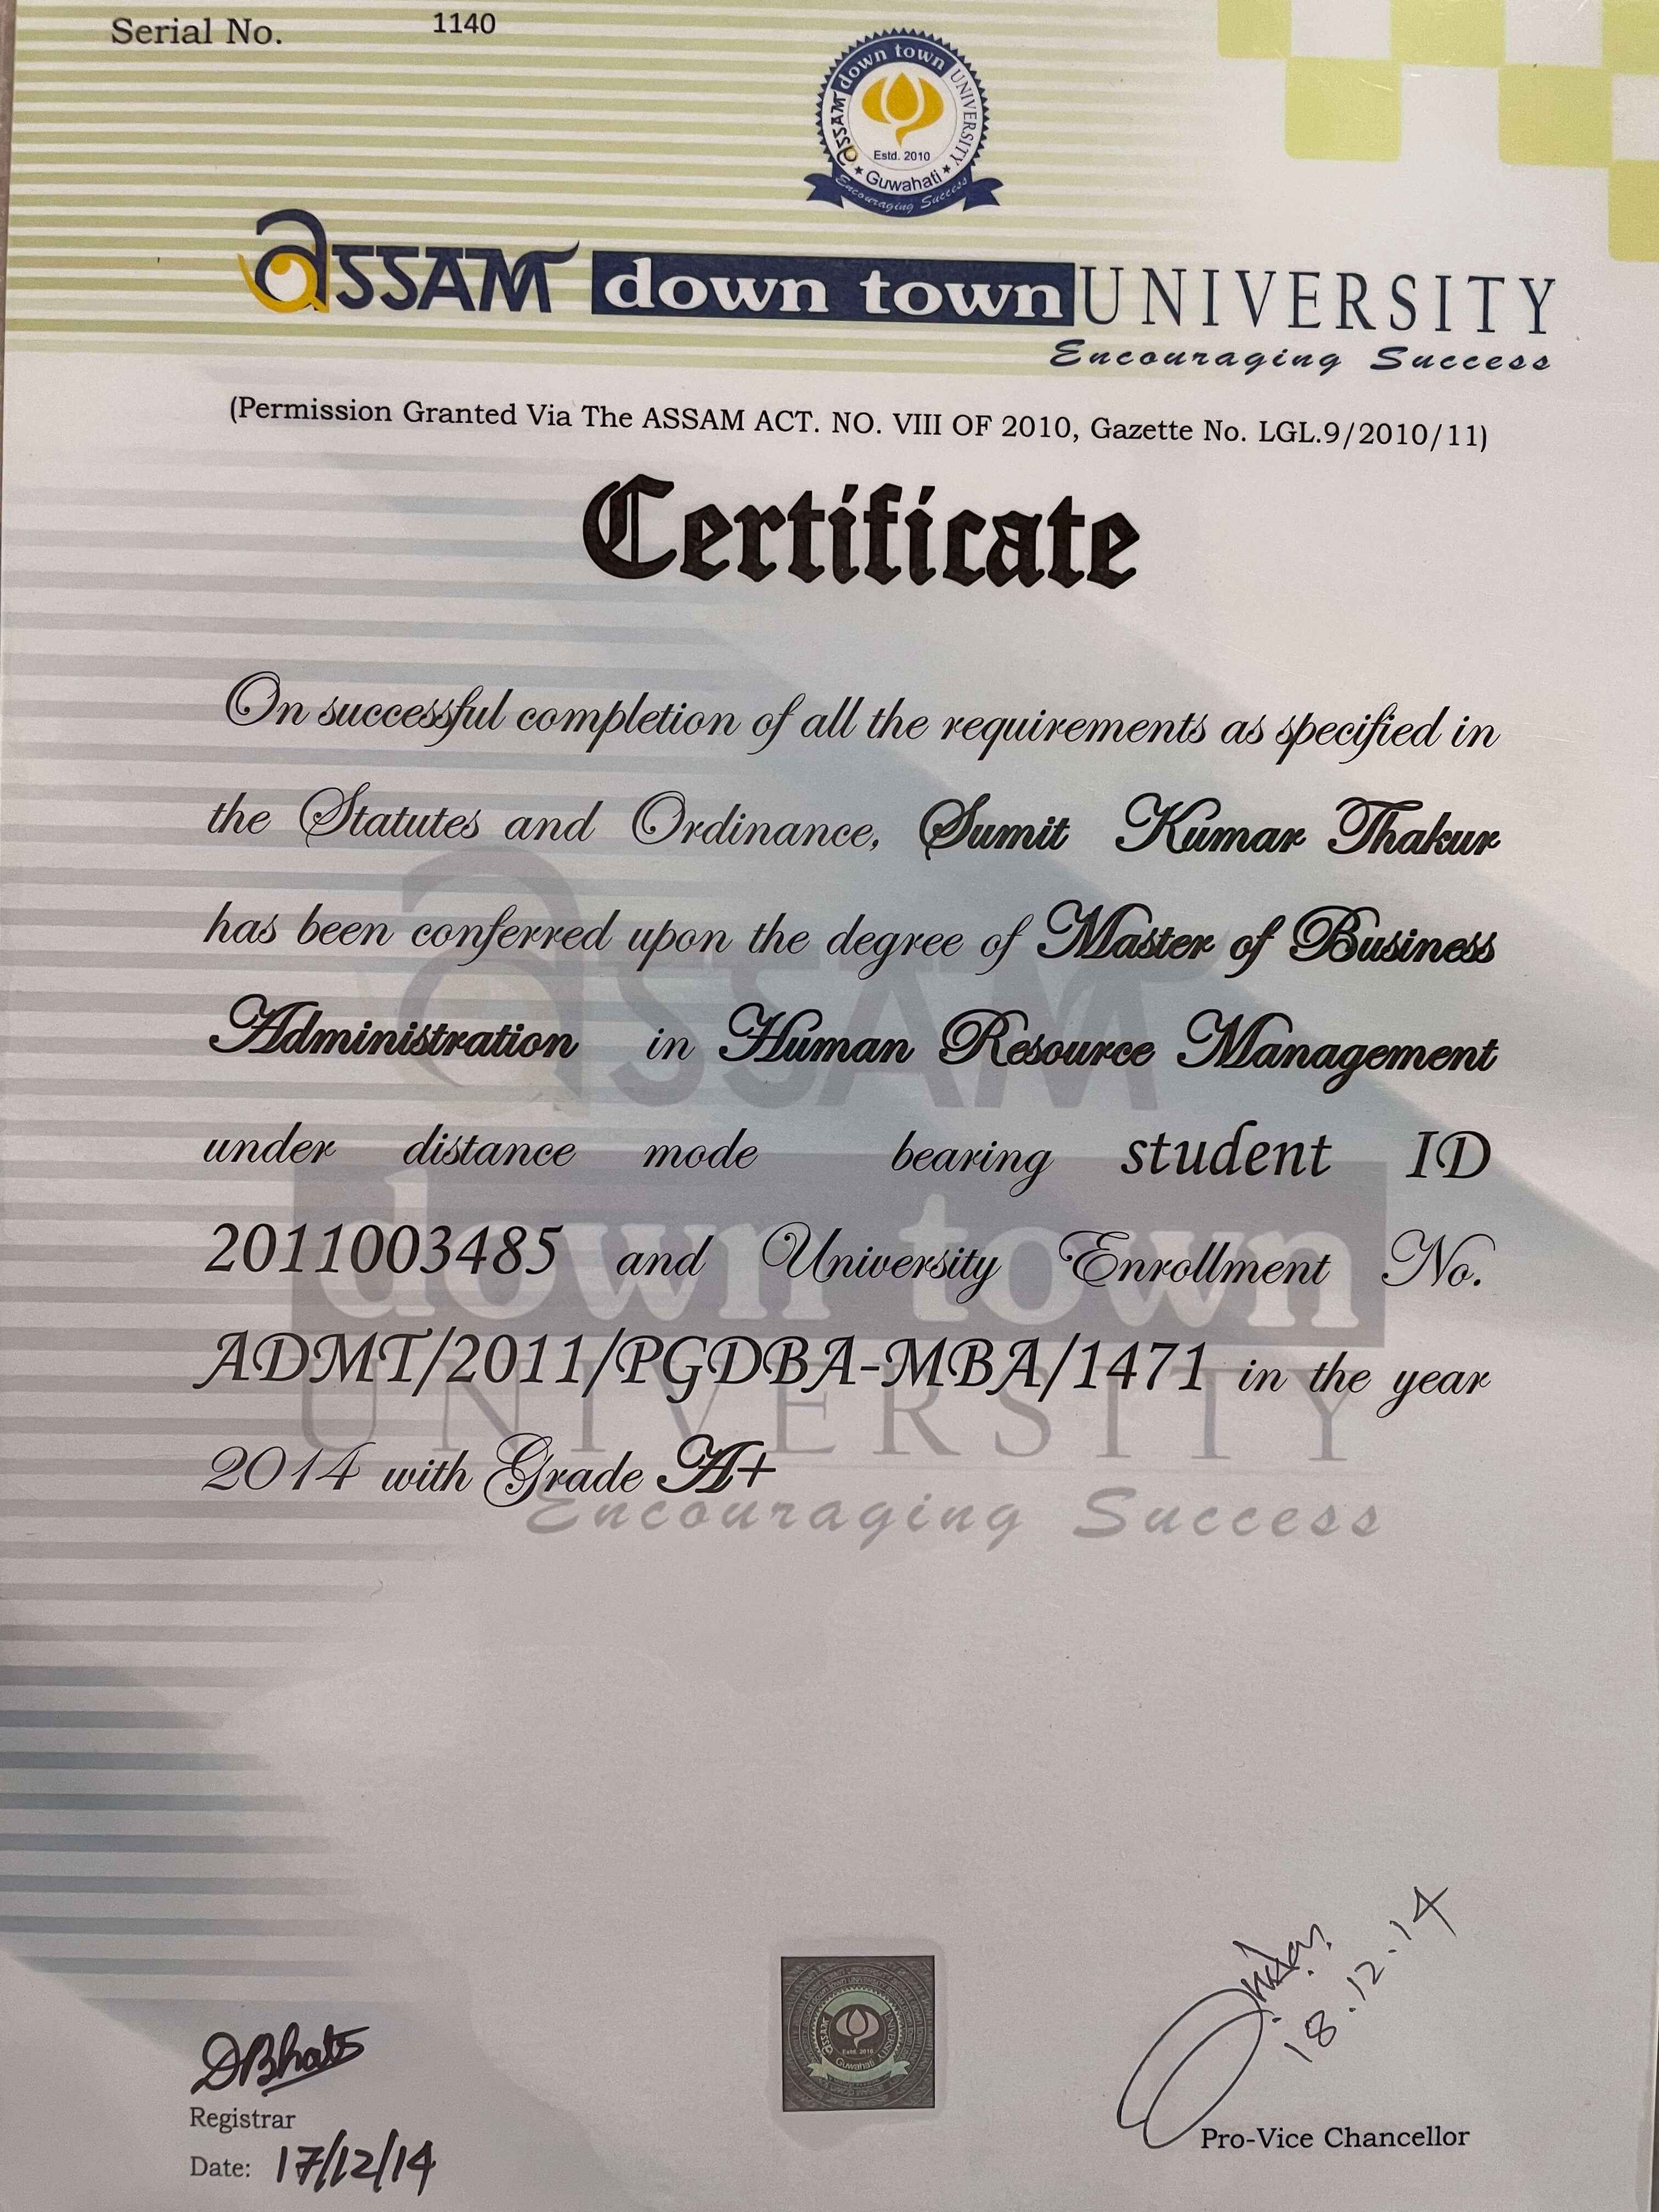 Serial No. 1140
ASSAM down town UNIVERSITY
Estd. 2010
Guwahati
Encouraging Success
ASSAM down town UNIVERSITY
Encouraging Success
(Permission Granted Via The ASSAM ACT. NO. VIII OF 2010, Gazette No. LGL.9/2010/11)
Certificate
On successful completion of all the requirements as specified in
the Statutes and Ordinance, Sumit Kumar Thakur
has been conferred upon the degree of Master of Business
Administration in Human Resource Management
under distance mode bearing student ID
2011003485 and University Enrollment No.
ADMT/2011/PGDBA-MBA/1471 in the year
2014 with Grade A+
ASSAM
down town
UNIVERSITY
Encouraging Success
18.12.14
ASSAM UNIVERSITY
Estd. 2010
Guwahati
DBhats
Registrar
Date: 17/12/14
Pro-Vice Chancellor